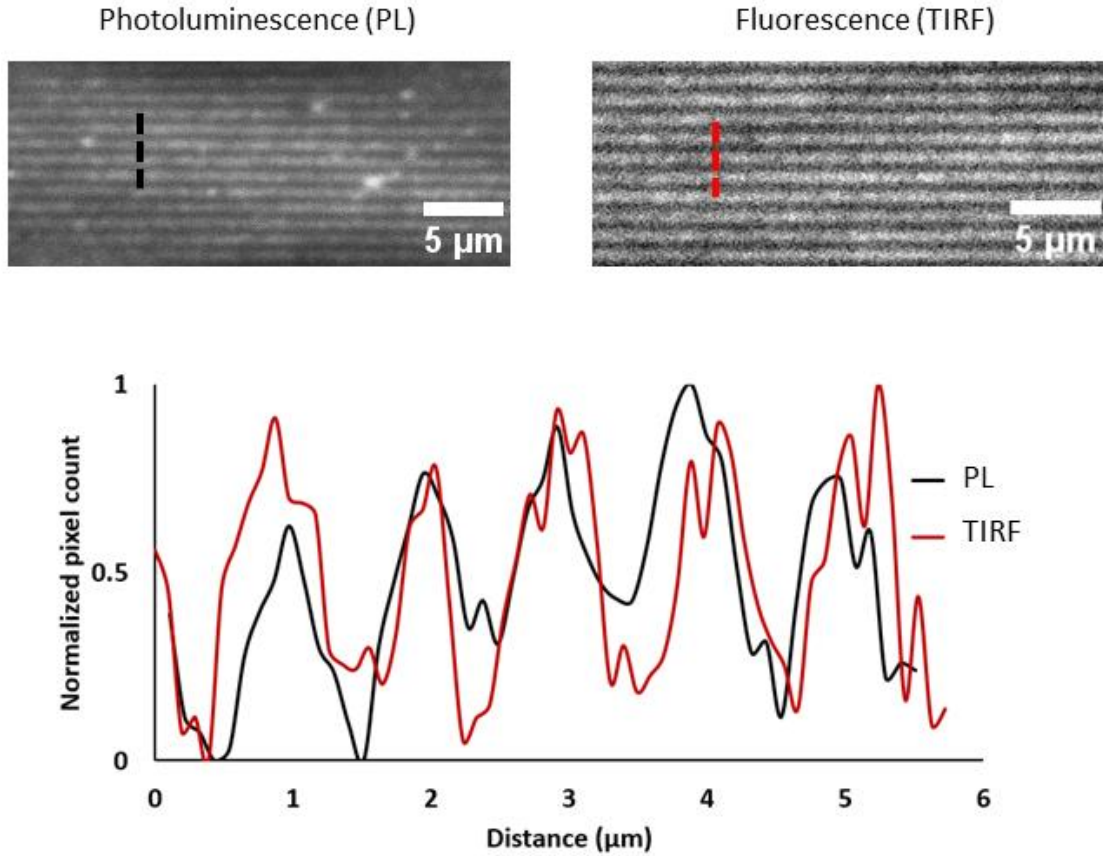 Photoluminescence (PL)
Fluorescence (TIRF)
5 μm
5 μm
1
0.5
0
Normalized pixel count
PL
TIRF
0 1 2 3 4 5 6
Distance (μm)